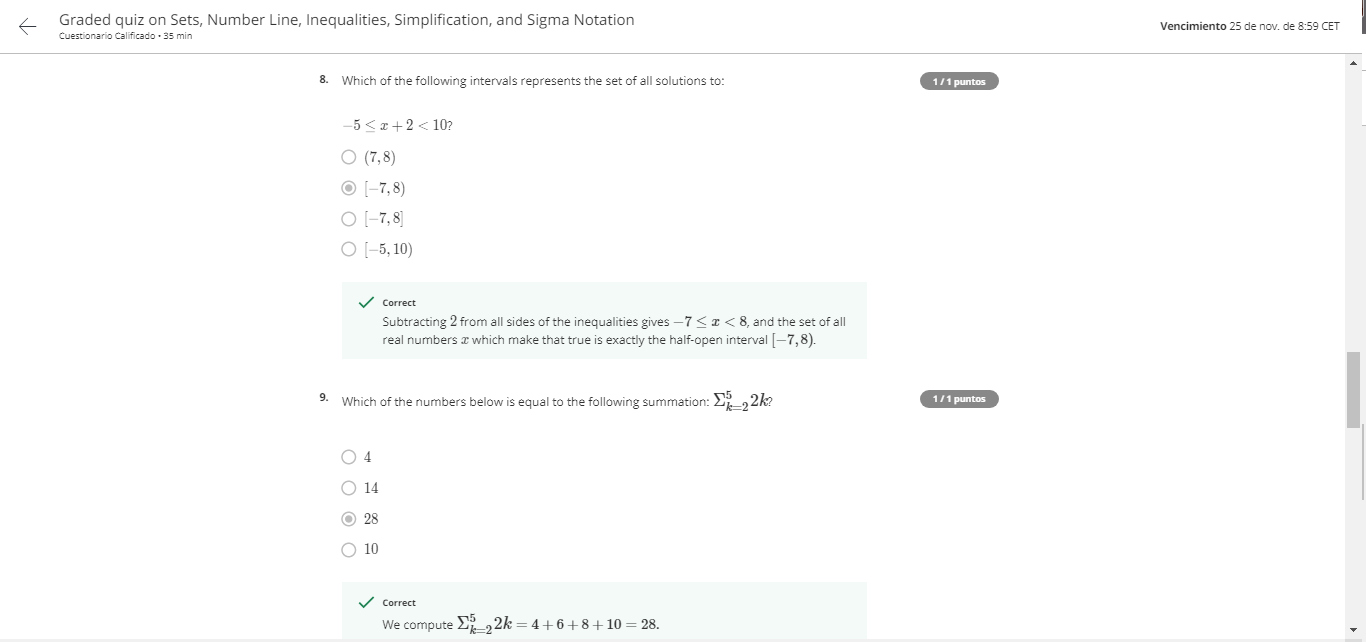 Graded quiz on Sets, Number Line, Inequalities, Simplification, and Sigma Notation
Cuestionario Calificado • 35 min
Vencimiento 25 de nov. de 8:59 CET
8. Which of the following intervals represents the set of all solutions to:
1 / 1 puntos
−5 ≤ x + 2 < 10?
(7, 8)
[−7, 8)
[−7, 8]
[−5, 10)
Correct
Subtracting 2 from all sides of the inequalities gives −7 ≤ x < 8, and the set of all
real numbers x which make that true is exactly the half-open interval [−7, 8).
9. Which of the numbers below is equal to the following summation: Σ_{k=2}^{5} 2k?
1 / 1 puntos
4
14
28
10
Correct
We compute Σ_{k=2}^{5} 2k = 4 + 6 + 8 + 10 = 28.